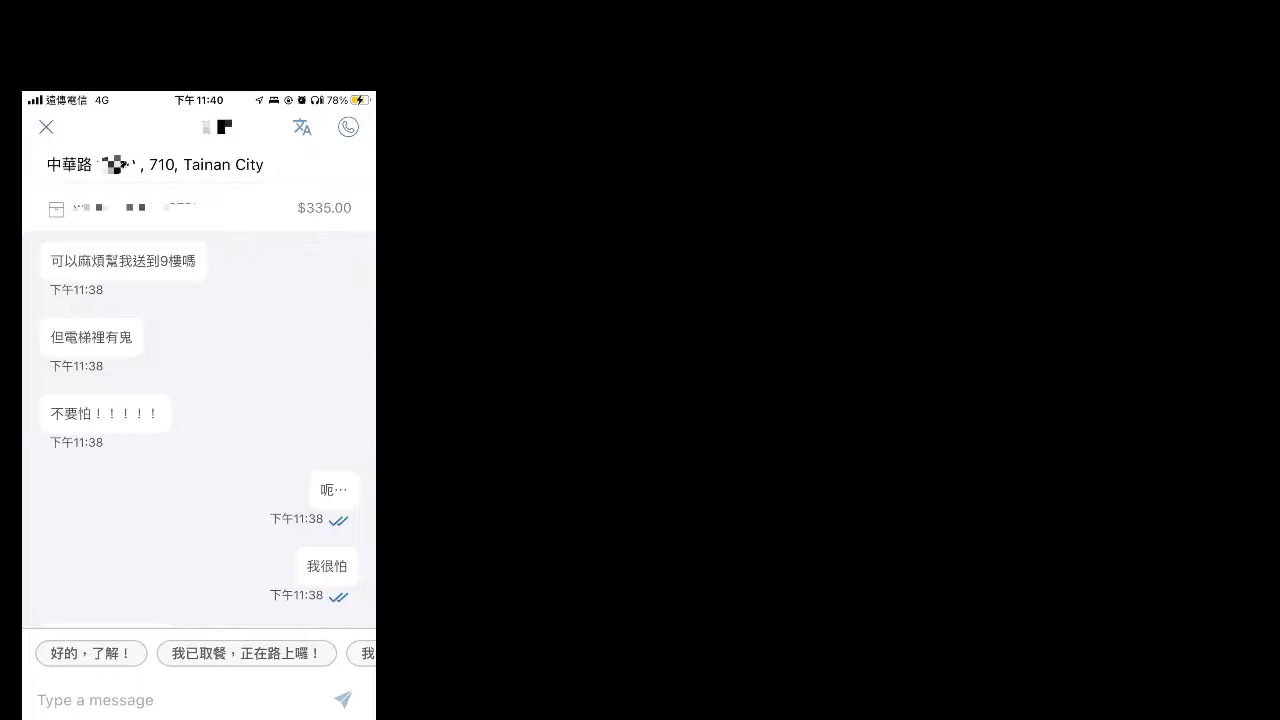 遠傳電信 4G 下午11:40 78%
中華路 , 710, Tainan City
$335.00
可以麻煩幫我送到9樓嗎
下午11:38
但電梯裡有鬼
下午11:38
不要怕！！！！！
下午11:38
呃⋯
下午11:38
我很怕
下午11:38
好的，了解！ 我已取餐，正在路上囉！ 我
Type a message